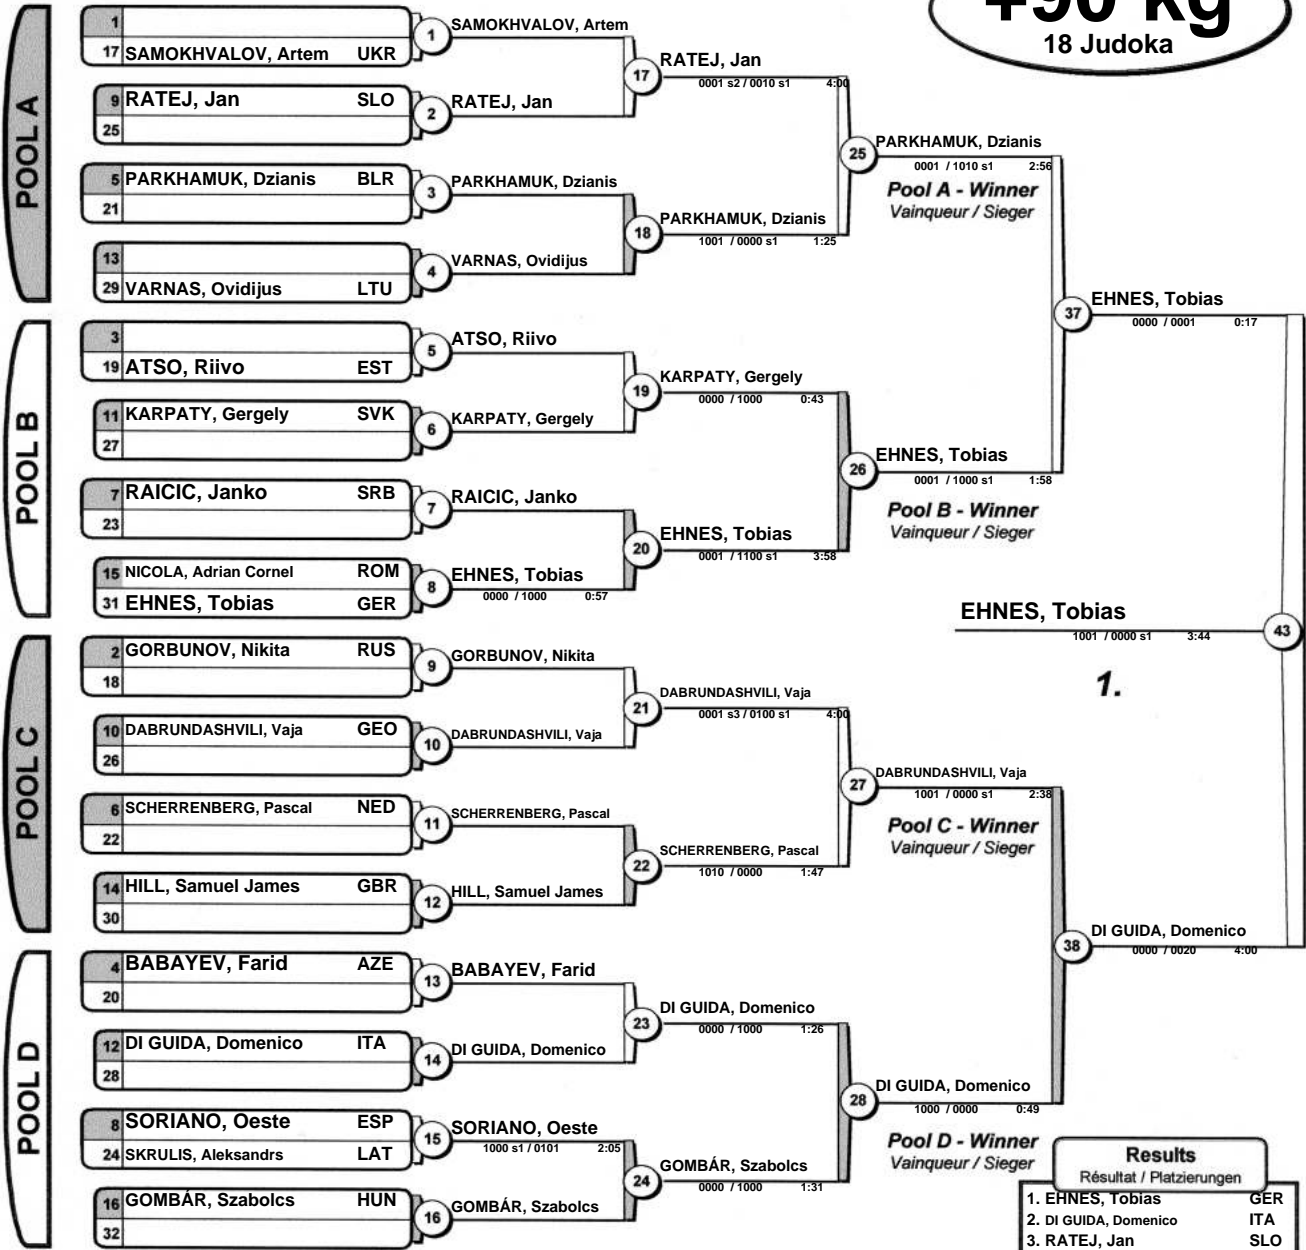 +90 kg
18 Judoka
POOL A
1
17 SAMOKHVALOV, Artem UKR
1
SAMOKHVALOV, Artem
9 RATEJ, Jan SLO
25
2
RATEJ, Jan
17
RATEJ, Jan
0001 s2 / 0010 s1 4:00
5 PARKHAMUK, Dzianis BLR
21
3
PARKHAMUK, Dzianis
13
29 VARNAS, Ovidijus LTU
4
VARNAS, Ovidijus
18
PARKHAMUK, Dzianis
1001 / 0000 s1 1:25
25
PARKHAMUK, Dzianis
0001 / 1010 s1 2:56
Pool A - Winner
Vainqueur / Sieger
POOL B
3
19 ATSO, Riivo EST
5
ATSO, Riivo
11 KARPATY, Gergely SVK
27
6
KARPATY, Gergely
19
KARPATY, Gergely
0000 / 1000 0:43
7 RAICIC, Janko SRB
23
7
RAICIC, Janko
15 NICOLA, Adrian Cornel ROM
31 EHNES, Tobias GER
8
EHNES, Tobias
0000 / 1000 0:57
20
EHNES, Tobias
0001 / 1100 s1 3:58
26
EHNES, Tobias
0001 / 1000 s1 1:58
Pool B - Winner
Vainqueur / Sieger
37
EHNES, Tobias
0000 / 0001 0:17
POOL C
2 GORBUNOV, Nikita RUS
18
9
GORBUNOV, Nikita
10 DABRUNDASHVILI, Vaja GEO
26
10
DABRUNDASHVILI, Vaja
21
DABRUNDASHVILI, Vaja
0001 s3 / 0100 s1 4:00
6 SCHERRENBERG, Pascal NED
22
11
SCHERRENBERG, Pascal
14 HILL, Samuel James GBR
30
12
HILL, Samuel James
22
SCHERRENBERG, Pascal
1010 / 0000 1:47
27
DABRUNDASHVILI, Vaja
1001 / 0000 s1 2:38
Pool C - Winner
Vainqueur / Sieger
POOL D
4 BABAYEV, Farid AZE
20
13
BABAYEV, Farid
12 DI GUIDA, Domenico ITA
28
14
DI GUIDA, Domenico
23
DI GUIDA, Domenico
0000 / 1000 1:26
8 SORIANO, Oeste ESP
24 SKRULIS, Aleksandrs LAT
15
SORIANO, Oeste
1000 s1 / 0101 2:05
16 GOMBÁR, Szabolcs HUN
32
16
GOMBÁR, Szabolcs
24
GOMBÁR, Szabolcs
0000 / 1000 1:31
28
DI GUIDA, Domenico
1000 / 0000 0:49
Pool D - Winner
Vainqueur / Sieger
38
DI GUIDA, Domenico
0000 / 0020 4:00
EHNES, Tobias
1001 / 0000 s1 3:44
43
1.
Results
Résultat / Platzierungen
1. EHNES, Tobias GER
2. DI GUIDA, Domenico ITA
3. RATEJ, Jan SLO